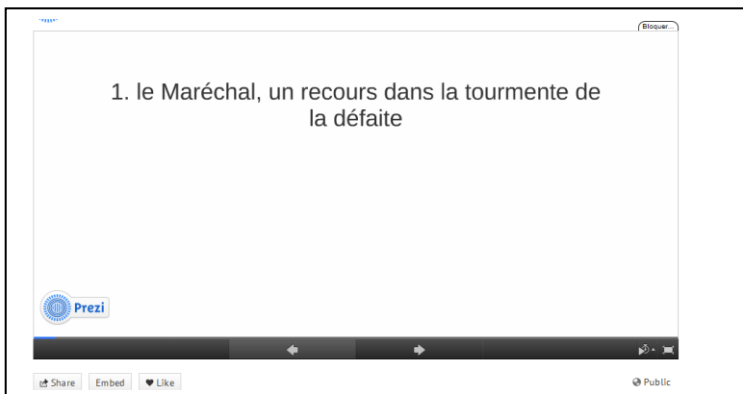 Bloquer...
1. le Maréchal, un recours dans la tourmente de
la défaite
Prezi
Share Embed Like Public